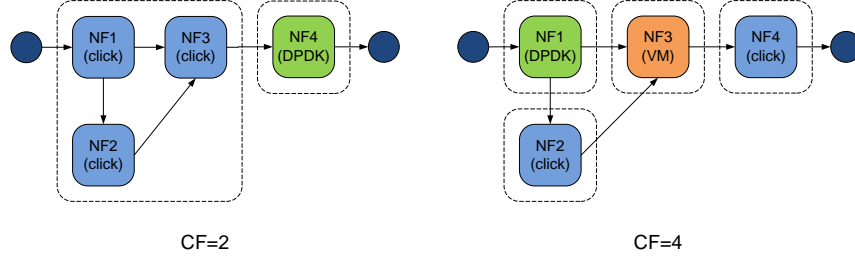 NF1
(click)
NF3
(click)
NF4
(DPDK)
NF2
(click)
CF=2
NF1
(DPDK)
NF3
(VM)
NF4
(click)
NF2
(click)
CF=4